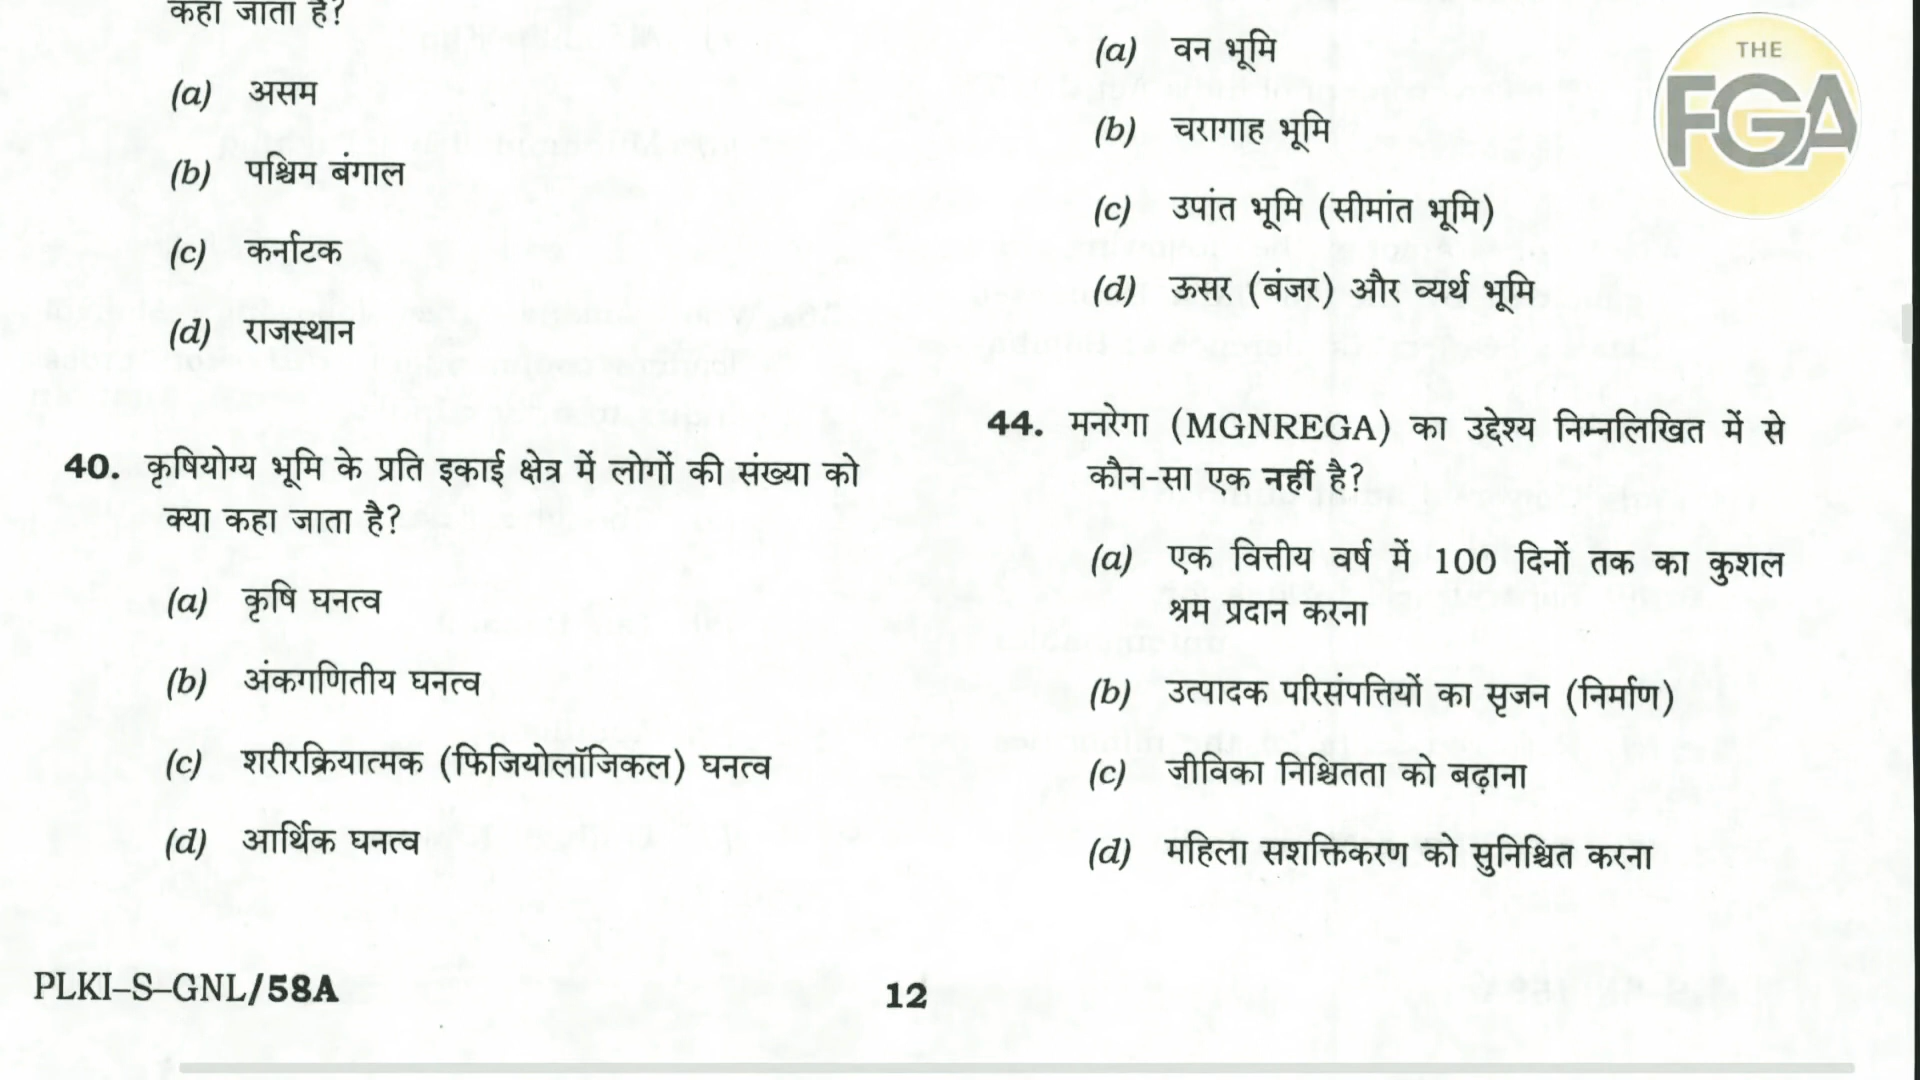 कहा जाता है?
(a) असम
(b) पश्चिम बंगाल
(c) कर्नाटक
(d) राजस्थान
40. कृषियोग्य भूमि के प्रति इकाई क्षेत्र में लोगों की संख्या को
क्या कहा जाता है?
(a) कृषि घनत्व
(b) अंकगणितीय घनत्व
(c) शरीरक्रियात्मक (फिजियोलॉजिकल) घनत्व
(d) आर्थिक घनत्व
(a) वन भूमि
(b) चरागाह भूमि
(c) उपांत भूमि (सीमांत भूमि)
(d) ऊसर (बंजर) और व्यर्थ भूमि
44. मनरेगा (MGNREGA) का उद्देश्य निम्नलिखित में से
कौन-सा एक नहीं है?
(a) एक वित्तीय वर्ष में 100 दिनों तक का कुशल
श्रम प्रदान करना
(b) उत्पादक परिसंपत्तियों का सृजन (निर्माण)
(c) जीविका निश्चितता को बढ़ाना
(d) महिला सशक्तिकरण को सुनिश्चित करना
PLKI–S–GNL/58A
12
THE
FGA